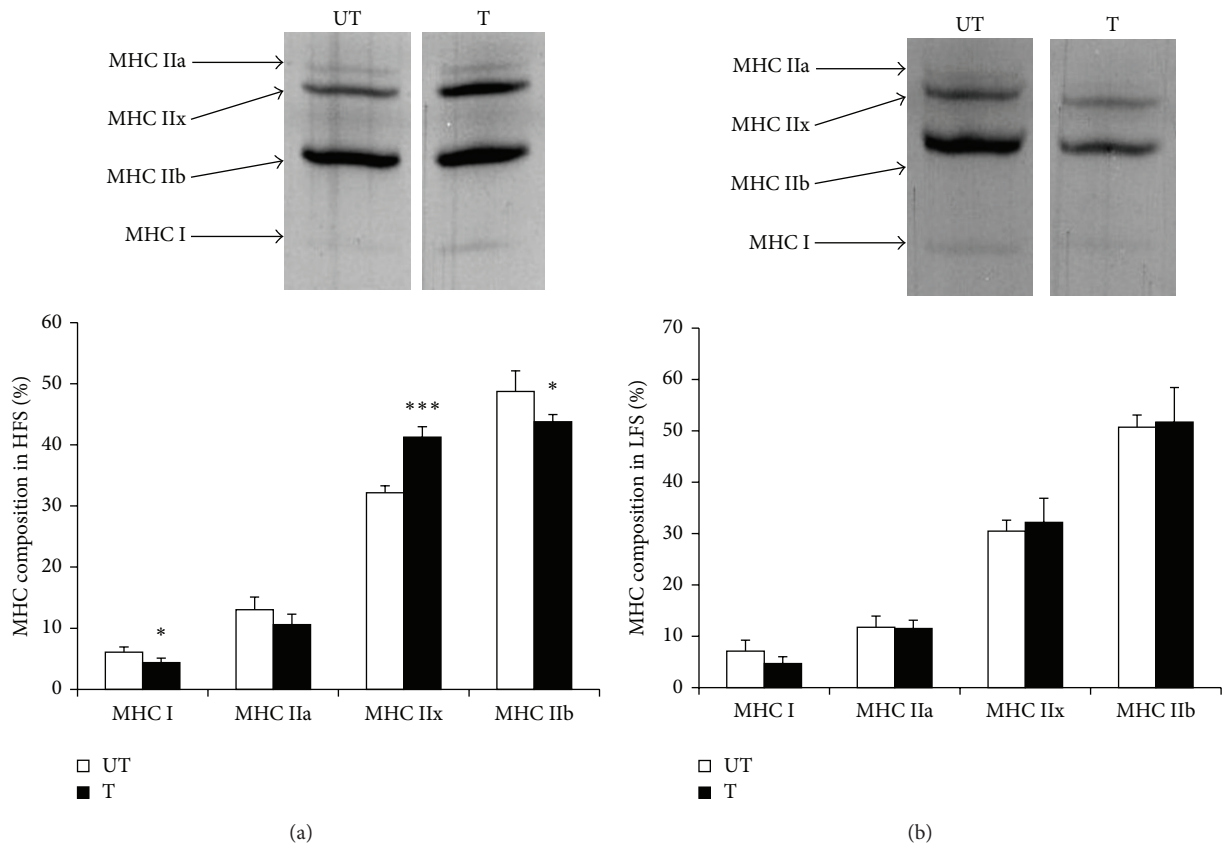 UT T
MHC IIa
MHC IIx
MHC IIb
MHC I
60
50
40
30
20
10
0
MHC composition in HFS (%)
*
***
*
MHC I MHC IIa MHC IIx MHC IIb
UT
T
(a)
UT T
MHC IIa
MHC IIx
MHC IIb
MHC I
70
60
50
40
30
20
10
0
MHC composition in LFS (%)
MHC I MHC IIa MHC IIx MHC IIb
UT
T
(b)